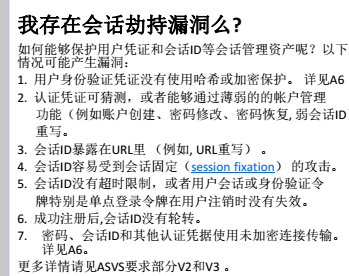 我存在会话劫持漏洞么?
如何能够保护用户凭证和会话ID等会话管理资产呢？以下
情况可能产生漏洞：
1. 用户身份验证凭证没有使用哈希或加密保护。 详见A6
2. 认证凭证可猜测，或者能够通过薄弱的的帐户管理
功能（例如账户创建、密码修改、密码恢复, 弱会话ID
重写。
3. 会话ID暴露在URL里 （例如, URL重写） 。
4. 会话ID容易受到会话固定（session fixation） 的攻击。
5. 会话ID没有超时限制，或者用户会话或身份验证令
牌特别是单点登录令牌在用户注销时没有失效。
6. 成功注册后,会话ID没有轮转。
7. 密码、会话ID和其他认证凭据使用未加密连接传输。
详见A6。
更多详情请见ASVS要求部分V2和V3 。